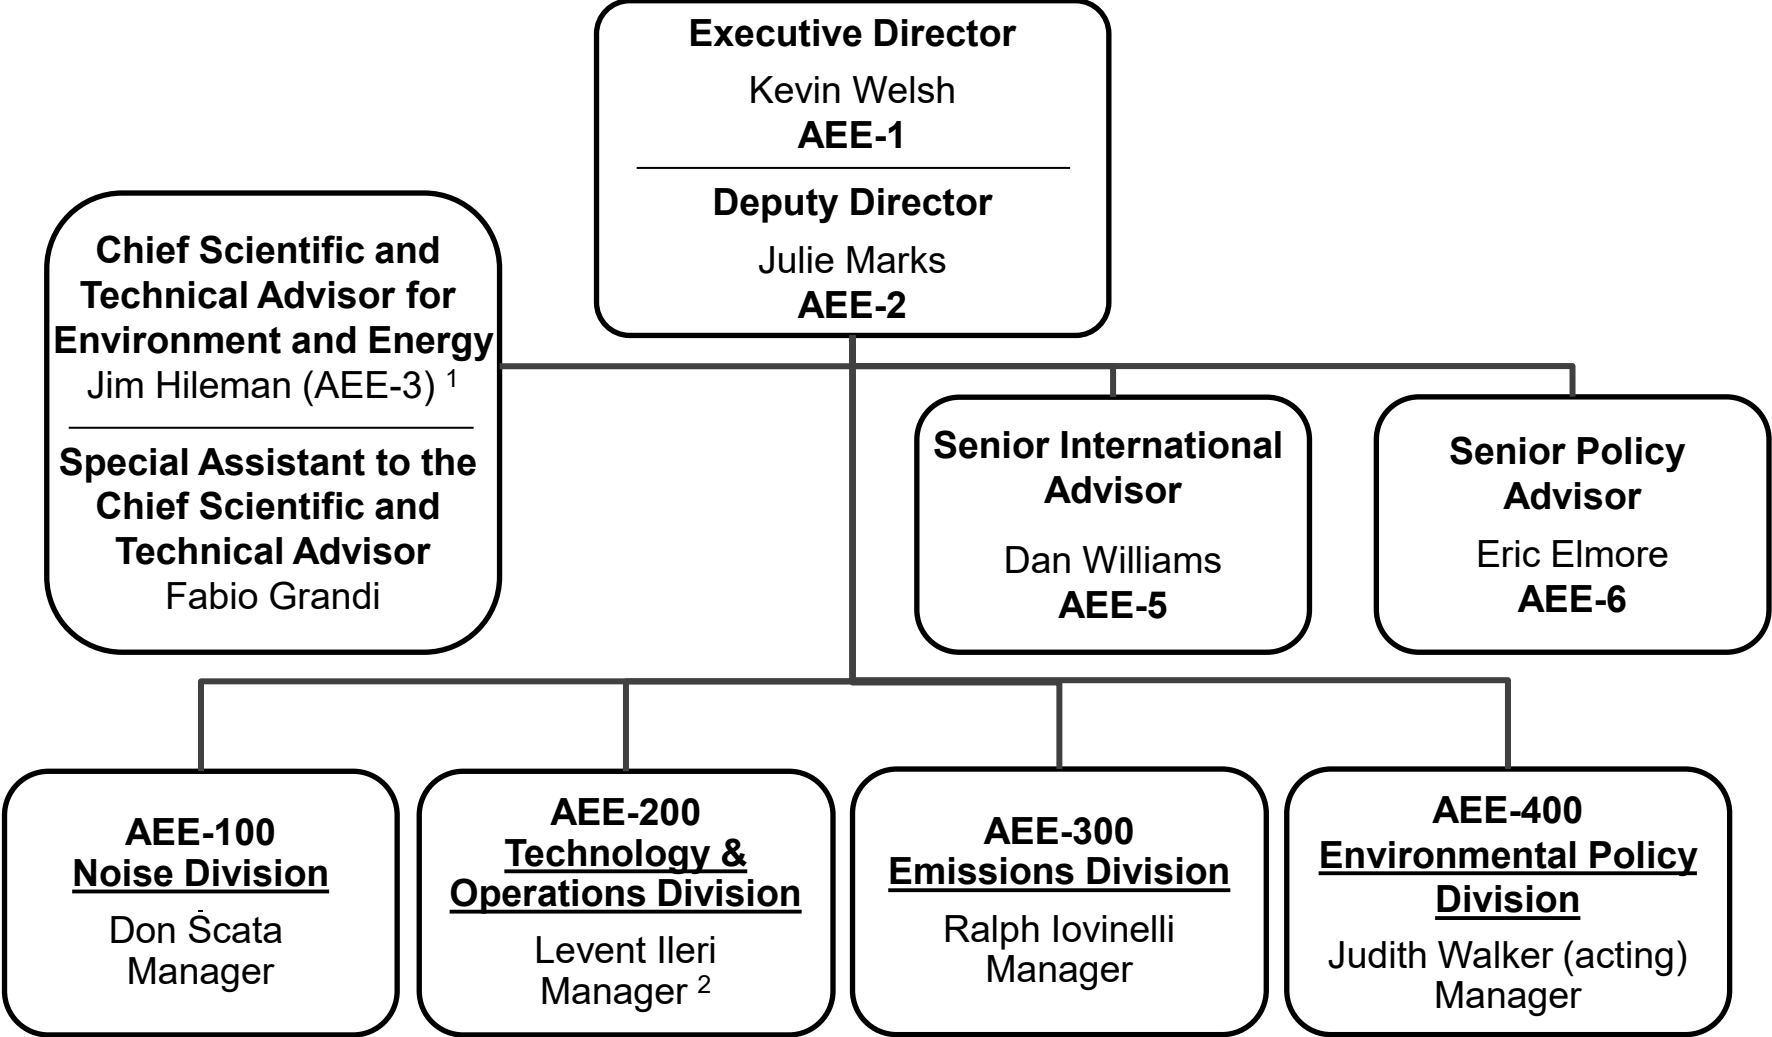 Executive Director
Kevin Welsh
AEE-1
Deputy Director
Julie Marks
AEE-2
Chief Scientific and
Technical Advisor for
Environment and Energy
Jim Hileman (AEE-3) 1
Special Assistant to the
Chief Scientific and
Technical Advisor
Fabio Grandi
Senior International
Advisor
Dan Williams
AEE-5
Senior Policy
Advisor
Eric Elmore
AEE-6
AEE-100
Noise Division
Don Scata
Manager
AEE-200
Technology &
Operations Division
Levent Ileri
Manager 2
AEE-300
Emissions Division
Ralph Iovinelli
Manager
AEE-400
Environmental Policy
Division
Judith Walker (acting)
Manager